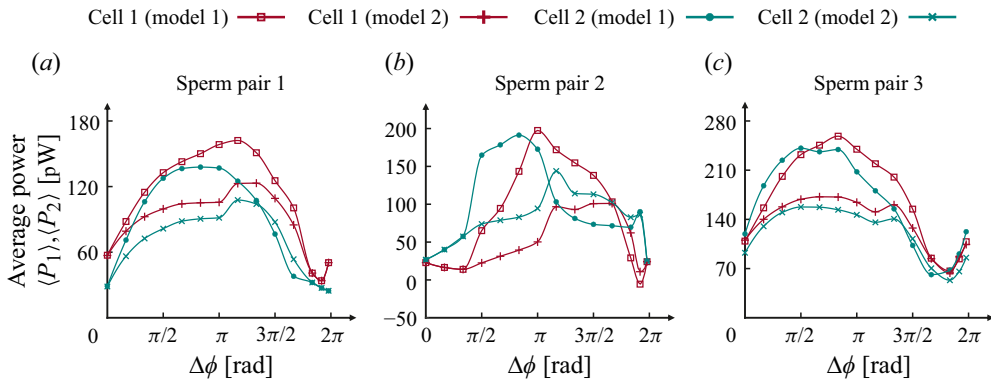 Cell 1 (model 1) Cell 1 (model 2) Cell 2 (model 1) Cell 2 (model 2)
(a) (b) (c)
Sperm pair 1 Sperm pair 2 Sperm pair 3
Average power
⟨P1⟩,⟨P2⟩ [pW]
180
120
60
0
π/2 π 3π/2 2π
Δϕ [rad]
200
150
100
50
0
−50
π/2 π 3π/2 2π
Δϕ [rad]
280
210
140
70
0
π/2 π 3π/2 2π
Δϕ [rad]